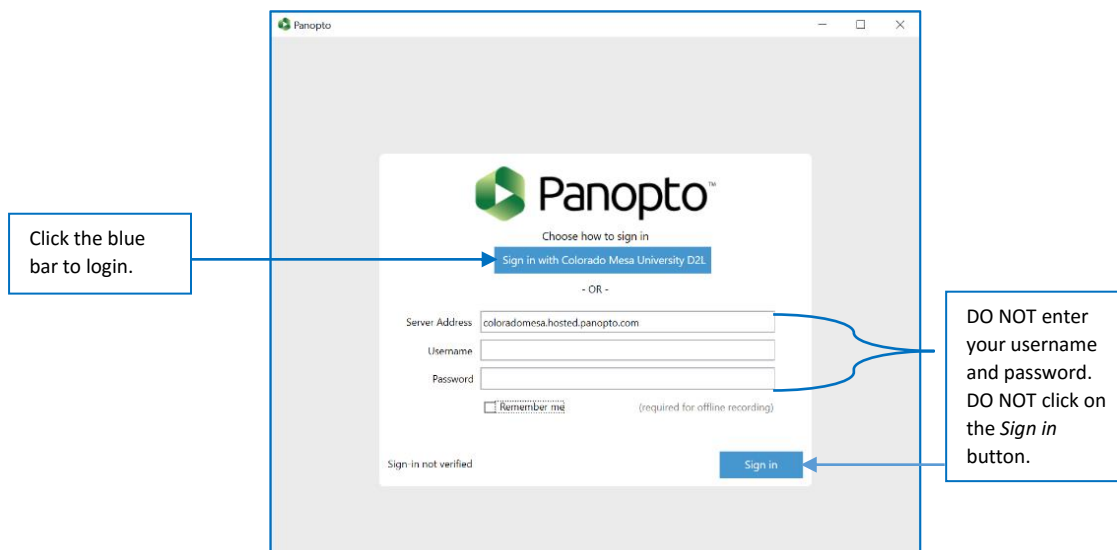 Panopto
Panopto™
Choose how to sign in
Click the blue
bar to login.
Sign in with Colorado Mesa University D2L
- OR -
Server Address
coloradomesa.hosted.panopto.com
Username
Password
Remember me
(required for offline recording)
DO NOT enter
your username
and password.
DO NOT click on
the Sign in
button.
Sign-in not verified
Sign in